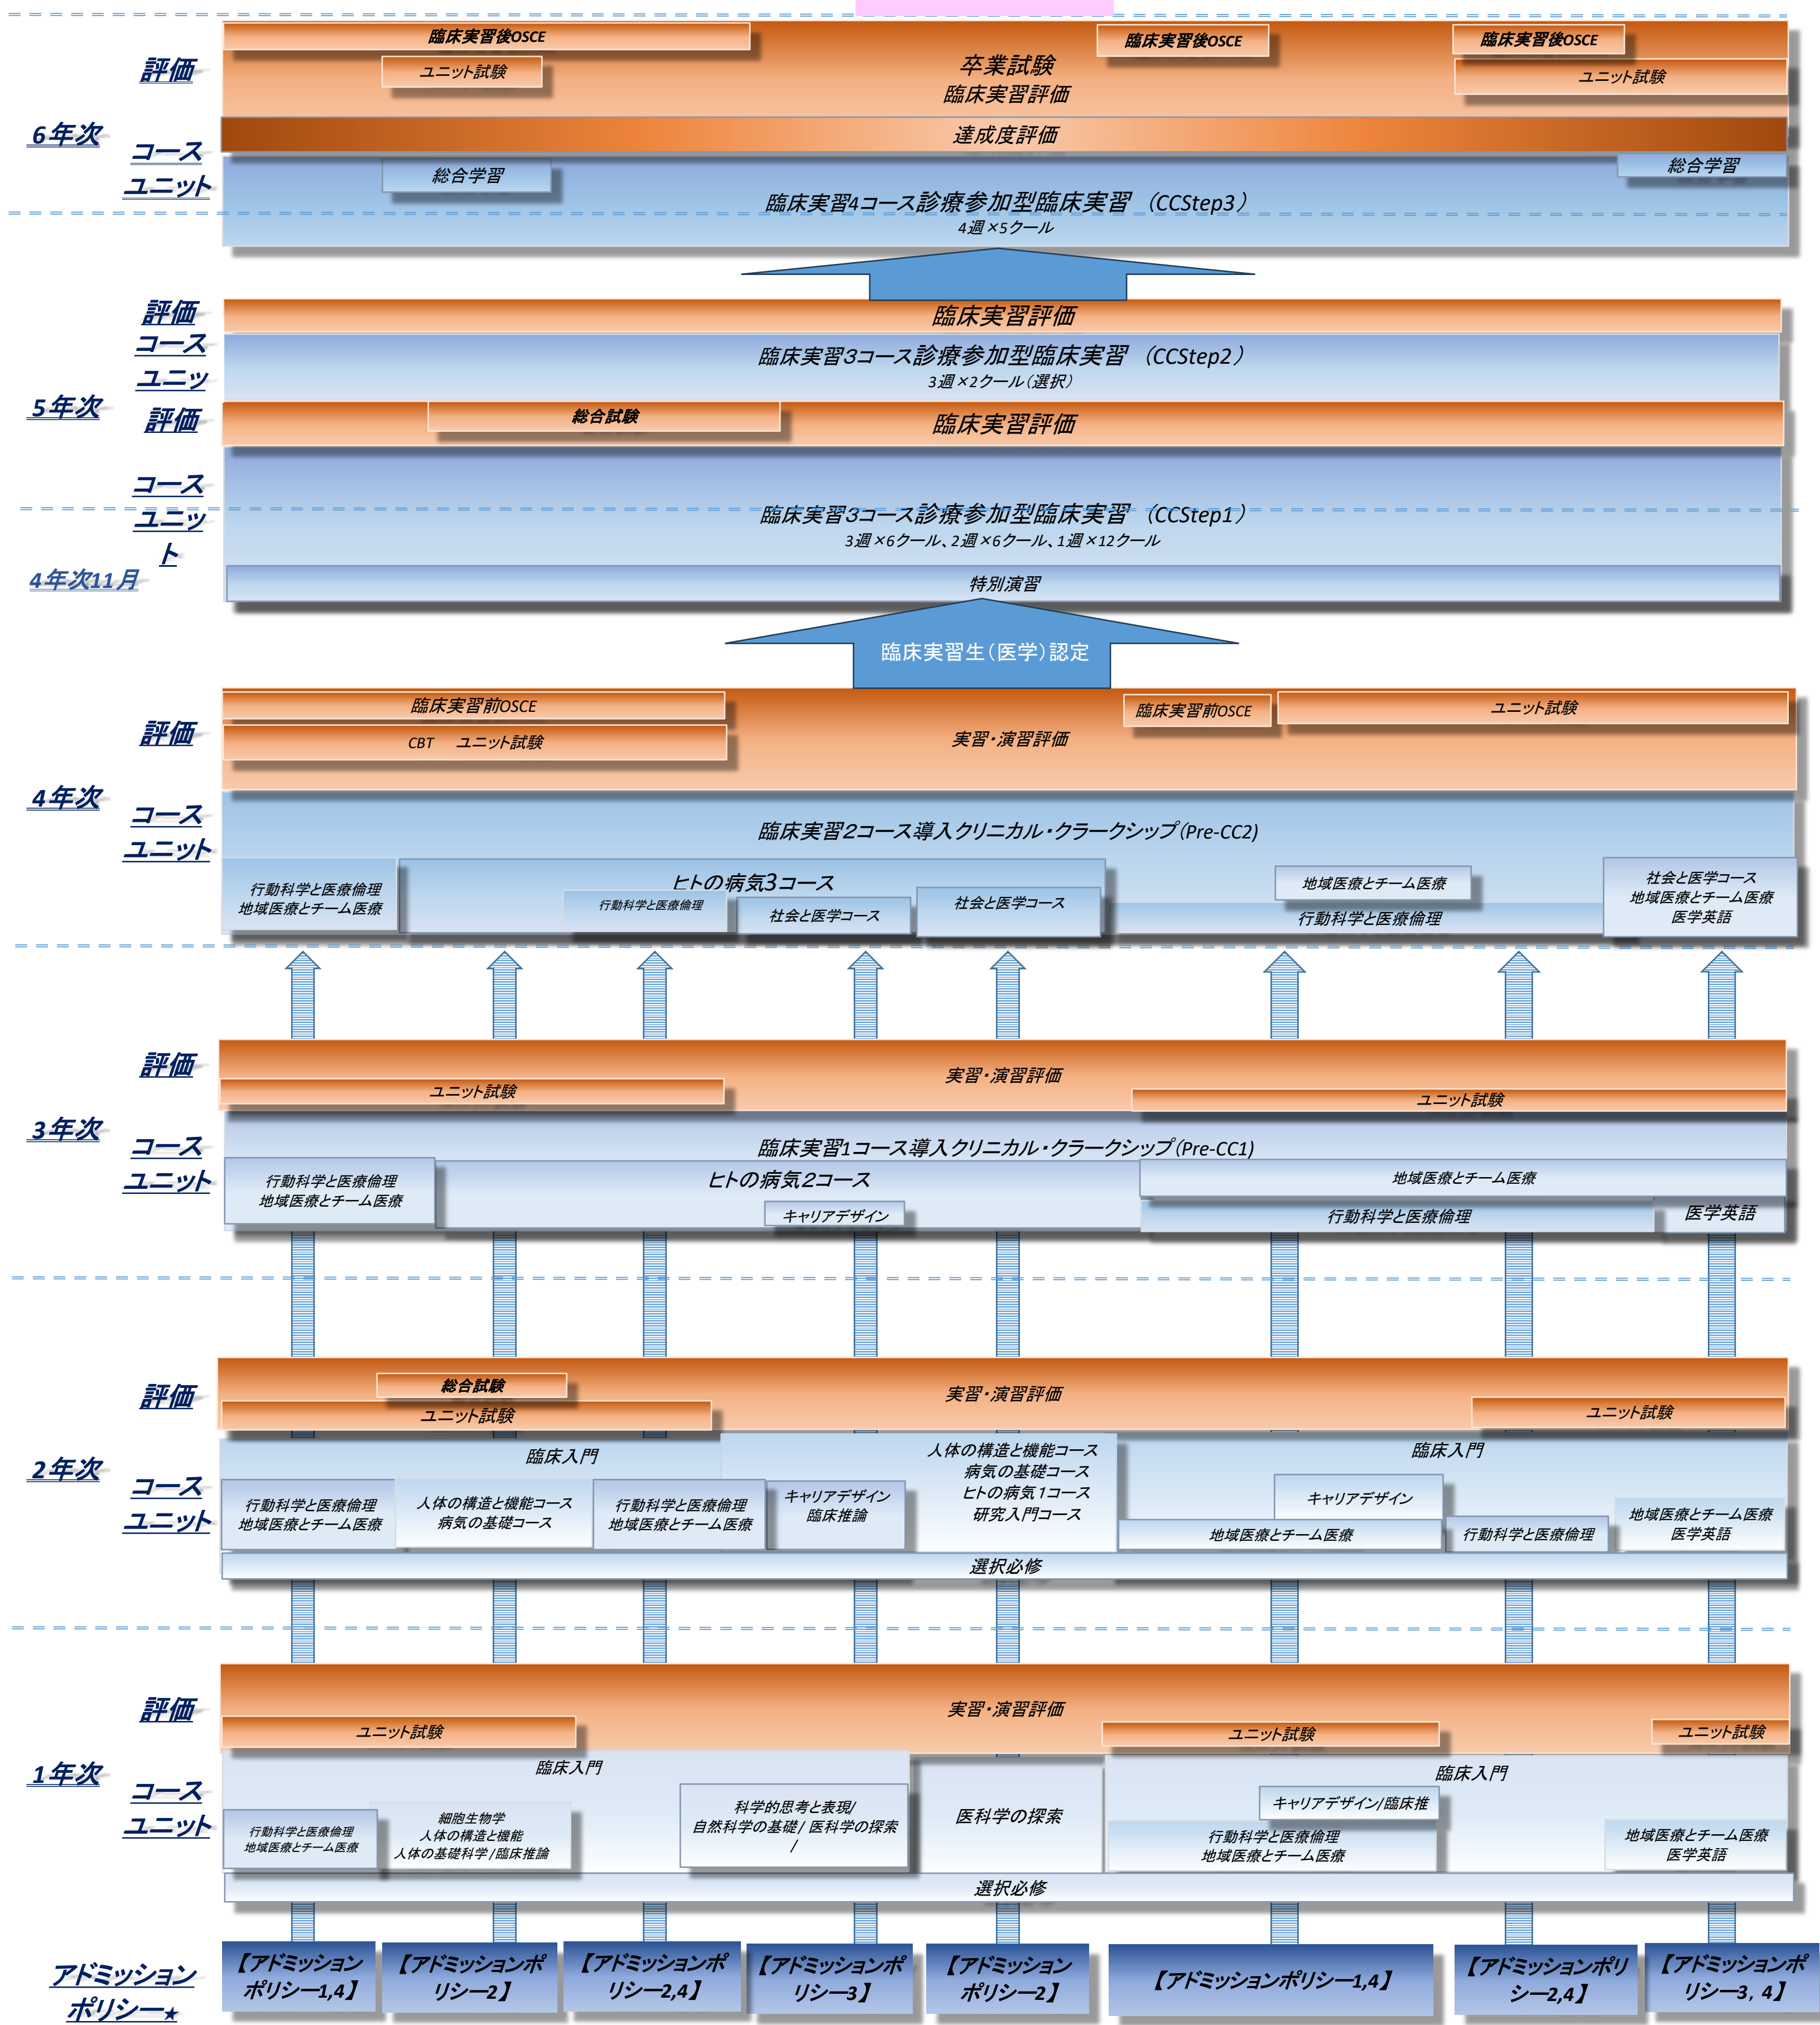 臨床実習後OSCE
臨床実習後OSCE
臨床実習後OSCE
評価
ユニット試験
卒業試験
ユニット試験
臨床実習評価
6年次
達成度評価
コース
ユニット
総合学習
総合学習
臨床実習4コース診療参加型臨床実習（CCStep3）
4週×5クール
評価
臨床実習評価
コース
ユニッ
臨床実習３コース診療参加型臨床実習（CCStep2）
3週×2クール（選択）
5年次
評価
総合試験
臨床実習評価
コース
ユニッ
ト
臨床実習３コース診療参加型臨床実習（CCStep1）
3週×6クール、2週×6クール、1週×12クール
4年次11月
特別演習
臨床実習生（医学）認定
臨床実習前OSCE
臨床実習前OSCE
ユニット試験
評価
CBT　ユニット試験
実習・演習評価
4年次
コース
ユニット
臨床実習２コース導入クリニカル・クラークシップ（Pre-CC2)
行動科学と医療倫理
地域医療とチーム医療
ヒトの病気3コース
行動科学と医療倫理
社会と医学コース
社会と医学コース
地域医療とチーム医療
行動科学と医療倫理
社会と医学コース
地域医療とチーム医療
医学英語
評価
実習・演習評価
ユニット試験
ユニット試験
3年次
コース
ユニット
臨床実習1コース導入クリニカル・クラークシップ（Pre-CC1)
行動科学と医療倫理
地域医療とチーム医療
ヒトの病気２コース
キャリアデザイン
地域医療とチーム医療
行動科学と医療倫理
医学英語
評価
総合試験
実習・演習評価
ユニット試験
ユニット試験
2年次
コース
ユニット
臨床入門
行動科学と医療倫理
地域医療とチーム医療
人体の構造と機能コース
病気の基礎コース
行動科学と医療倫理
地域医療とチーム医療
キャリアデザイン
臨床推論
人体の構造と機能コース
病気の基礎コース
ヒトの病気１コース
研究入門コース
臨床入門
キャリアデザイン
地域医療とチーム医療
行動科学と医療倫理
地域医療とチーム医療
医学英語
選択必修
評価
実習・演習評価
ユニット試験
ユニット試験
ユニット試験
1年次
コース
ユニット
臨床入門
行動科学と医療倫理
地域医療とチーム医療
細胞生物学
人体の構造と機能
人体の基礎科学/臨床推論
科学的思考と表現/
自然科学の基礎/ 医科学の探索
/
医科学の探索
臨床入門
キャリアデザイン/臨床推
行動科学と医療倫理
地域医療とチーム医療
地域医療とチーム医療
医学英語
選択必修
アドミッション
ポリシー★
【アドミッション
ポリシー1,4】
【アドミッションポ
リシー2】
【アドミッションポ
リシー2,4】
【アドミッションポ
リシー3】
【アドミッション
ポリシー2】
【アドミッションポリシー1,4】
【アドミッションポリ
シー2,4】
【アドミッションポ
リシー3，4】